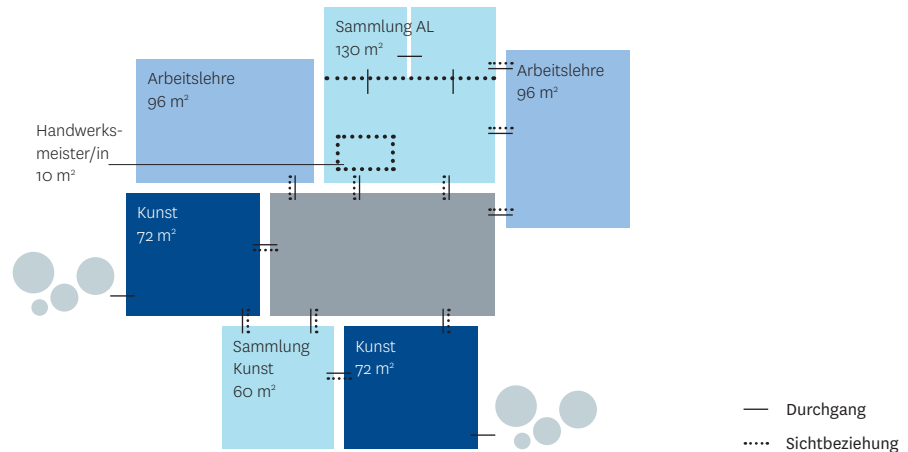 Sammlung AL
130 m²
Arbeitslehre
96 m²
Arbeitslehre
96 m²
Handwerks-
meister/in
10 m²
Kunst
72 m²
Sammlung
Kunst
60 m²
Kunst
72 m²
Durchgang
Sichtbeziehung